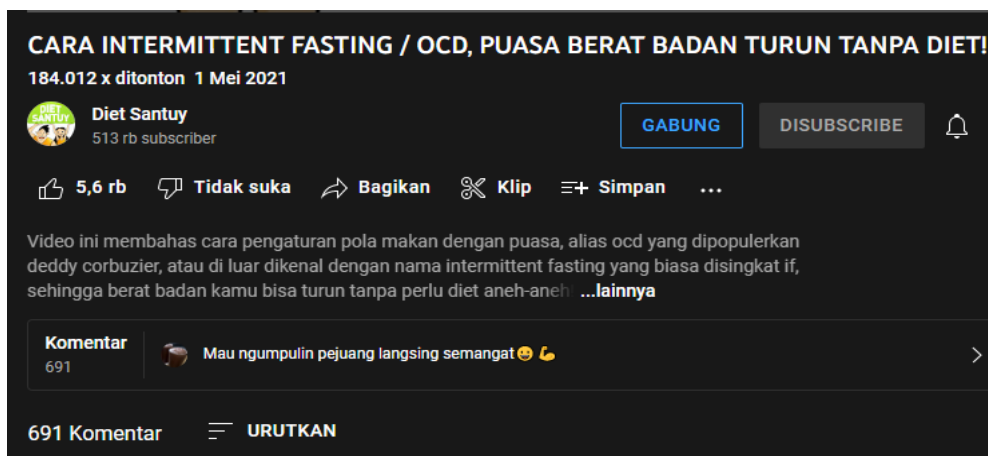 CARA INTERMITTENT FASTING / OCD, PUASA BERAT BADAN TURUN TANPA DIET!
184.012 x ditonton 1 Mei 2021
DIET SANTUY
Diet Santuy
513 rb subscriber
GABUNG
DISUBSCRIBE
5,6 rb Tidak suka Bagikan Klip Simpan ...
Video ini membahas cara pengaturan pola makan dengan puasa, alias ocd yang dipopulerkan
deddy corbuzier, atau di luar dikenal dengan nama intermittent fasting yang biasa disingkat if,
sehingga berat badan kamu bisa turun tanpa perlu diet aneh-aneh! ...lainnya
Komentar
691
Mau ngumpulin pejuang langsing semangat😀💪
691 Komentar URUTKAN